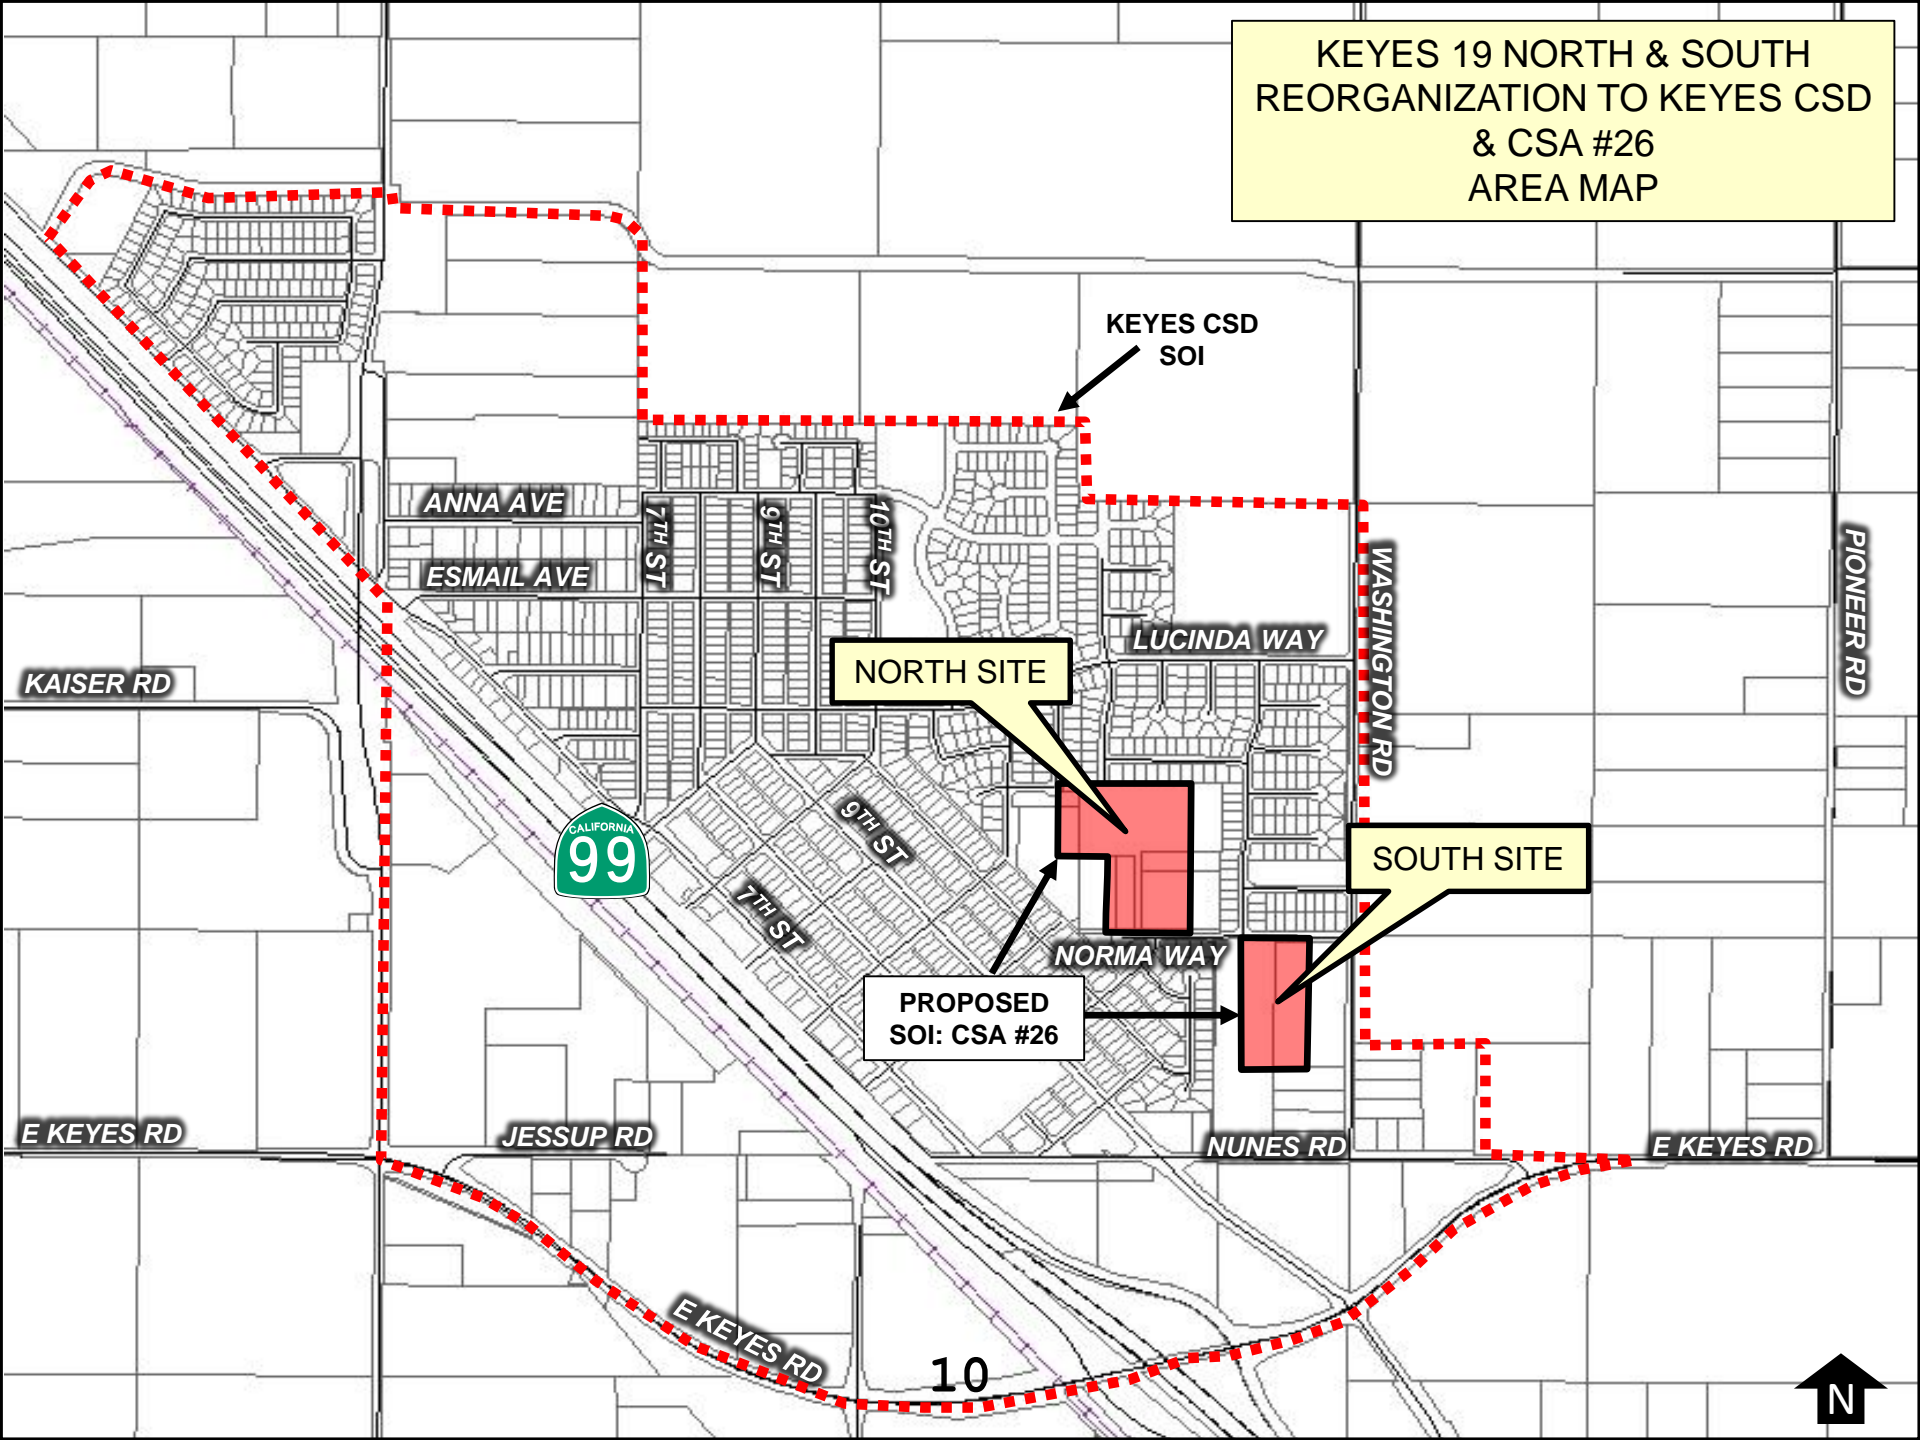 KEYES 19 NORTH & SOUTH
REORGANIZATION TO KEYES CSD
& CSA #26
AREA MAP
KEYES CSD
SOI
ANNA AVE
7TH ST
9TH ST
10TH ST
ESMAIL AVE
WASHINGTON RD
PIONEER RD
LUCINDA WAY
NORTH SITE
KAISER RD
CALIFORNIA
99
9TH ST
7TH ST
SOUTH SITE
NORMA WAY
PROPOSED
SOI: CSA #26
E KEYES RD
JESSUP RD
NUNES RD
E KEYES RD
E KEYES RD
10
N